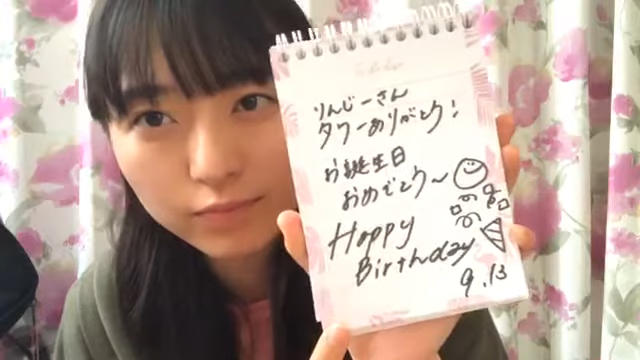 りんじーさん
タワーありがとう!
お誕生日
おめでとう〜
Happy
Birthday
9.13